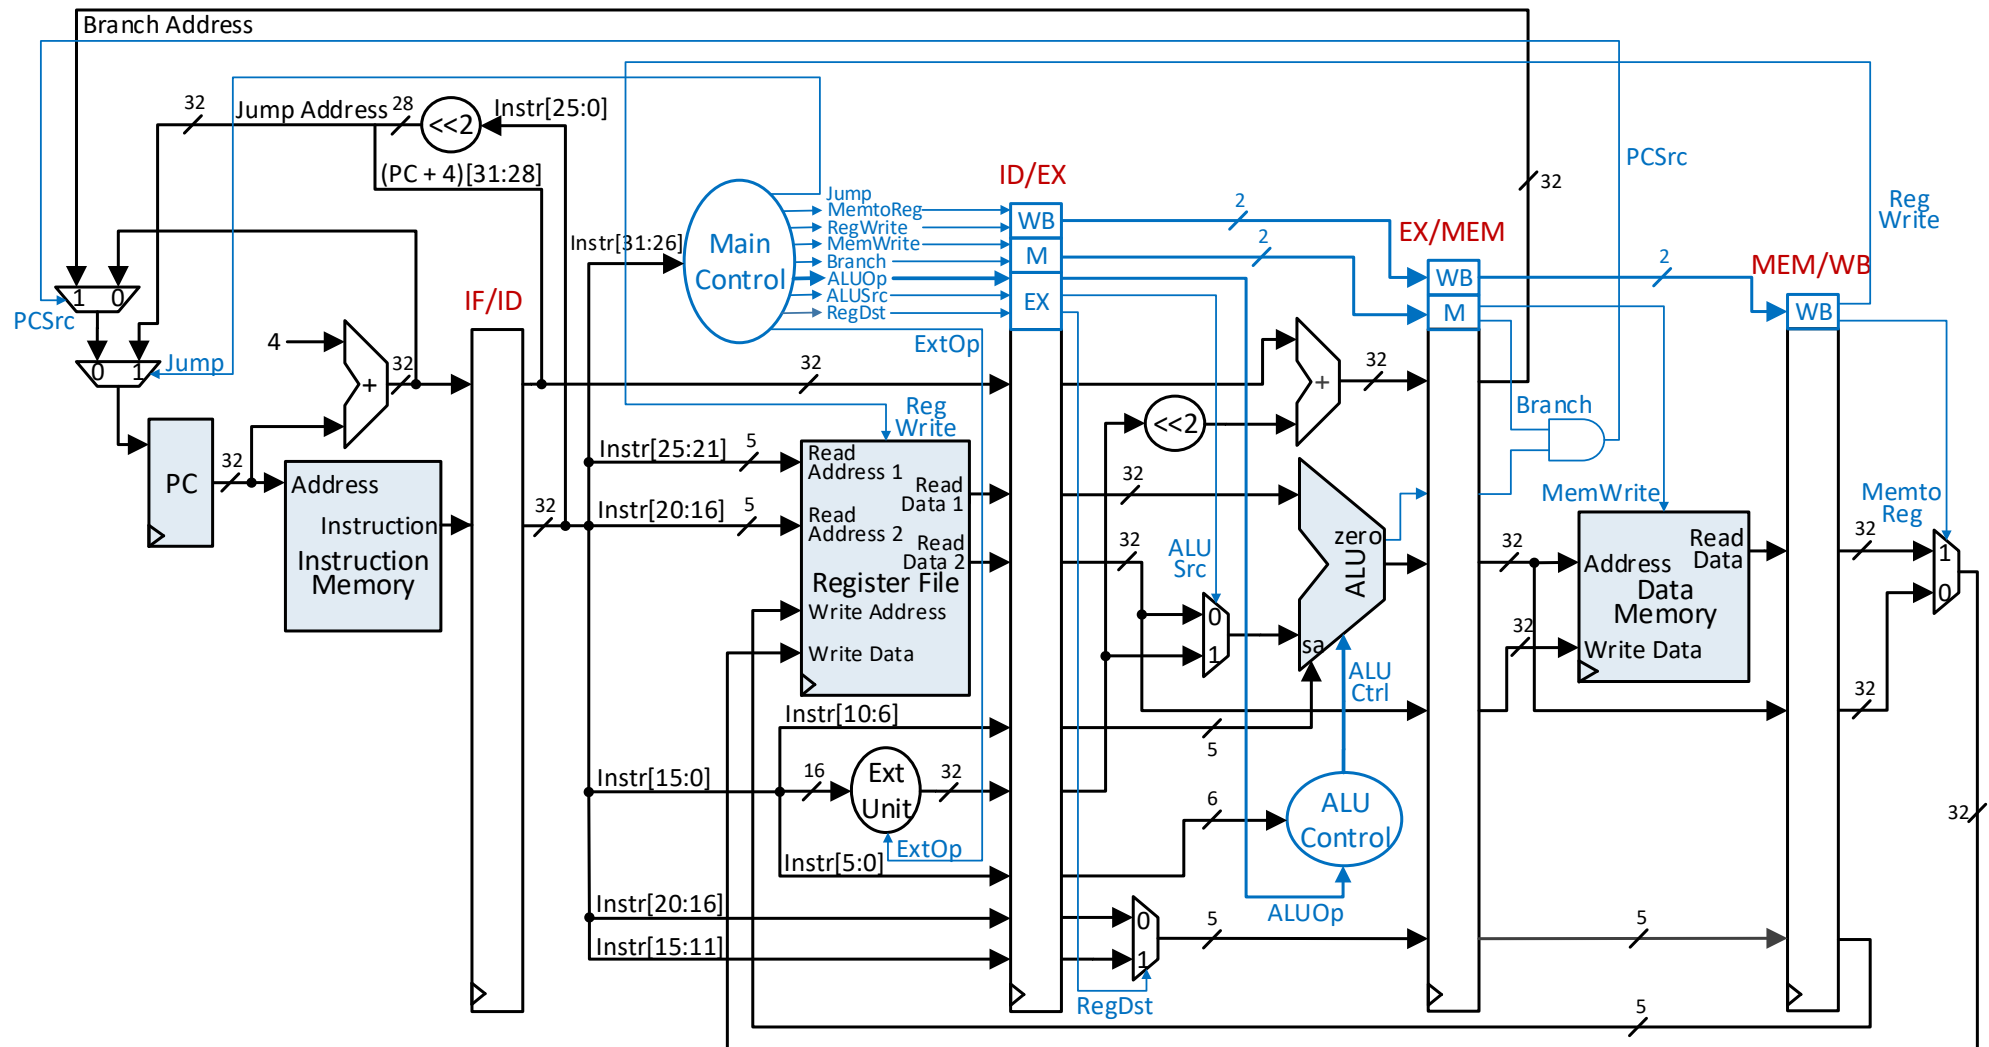 Branch Address
32
Jump Address
28
<<2
Instr[25:0]
(PC + 4)[31:28]
PCSrc
32
Reg
Write
ID/EX
EX/MEM
MEM/WB
IF/ID
Instr[31:26]
Main
Control
Jump
MemtoReg
RegWrite
MemWrite
Branch
ALUOp
ALUSrc
RegDst
ExtOp
WB
M
EX
2
2
WB
M
2
WB
1
0
PCSrc
0
1
Jump
4
+
32
32
<<2
+
32
Branch
PC
32
Address
Instruction
Instruction
Memory
32
Instr[25:21]
5
Instr[20:16]
5
Reg
Write
Read
Address 1
Read
Data 1
Read
Address 2
Read
Data 2
Register File
Write Address
Write Data
32
32
ALU
Src
0
1
zero
ALU
sa
ALU
Ctrl
32
32
MemWrite
Address
Read
Data
Data
Memory
Write Data
Memto
Reg
32
32
1
0
32
Instr[10:6]
5
Instr[15:0]
16
Ext
Unit
32
ExtOp
Instr[5:0]
6
ALU
Control
ALUOp
Instr[20:16]
Instr[15:11]
0
1
RegDst
5
5
5